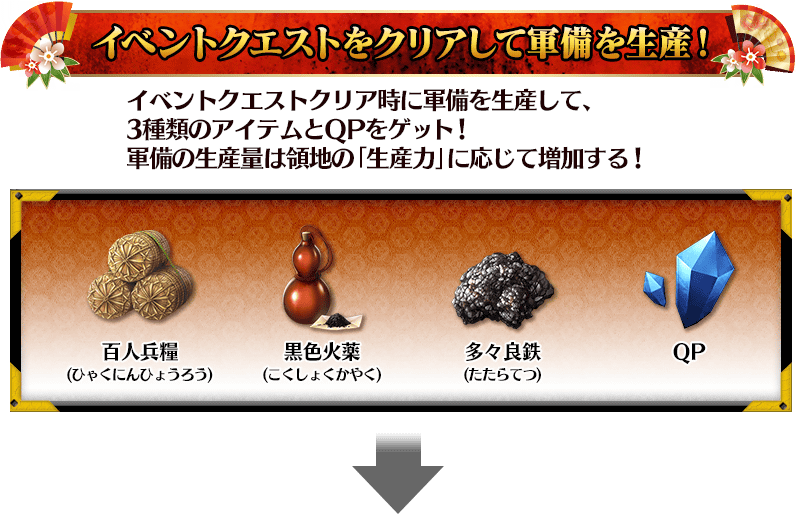 イベントクエストをクリアして軍備を生産！
イベントクエストクリア時に軍備を生産して、
3種類のアイテムとQPをゲット！
軍備の生産量は領地の「生産力」に応じて増加する！
百人兵糧
(ひゃくにんひょうろう)
黒色火薬
(こくしょくかやく)
多々良鉄
(たたらてつ)
QP